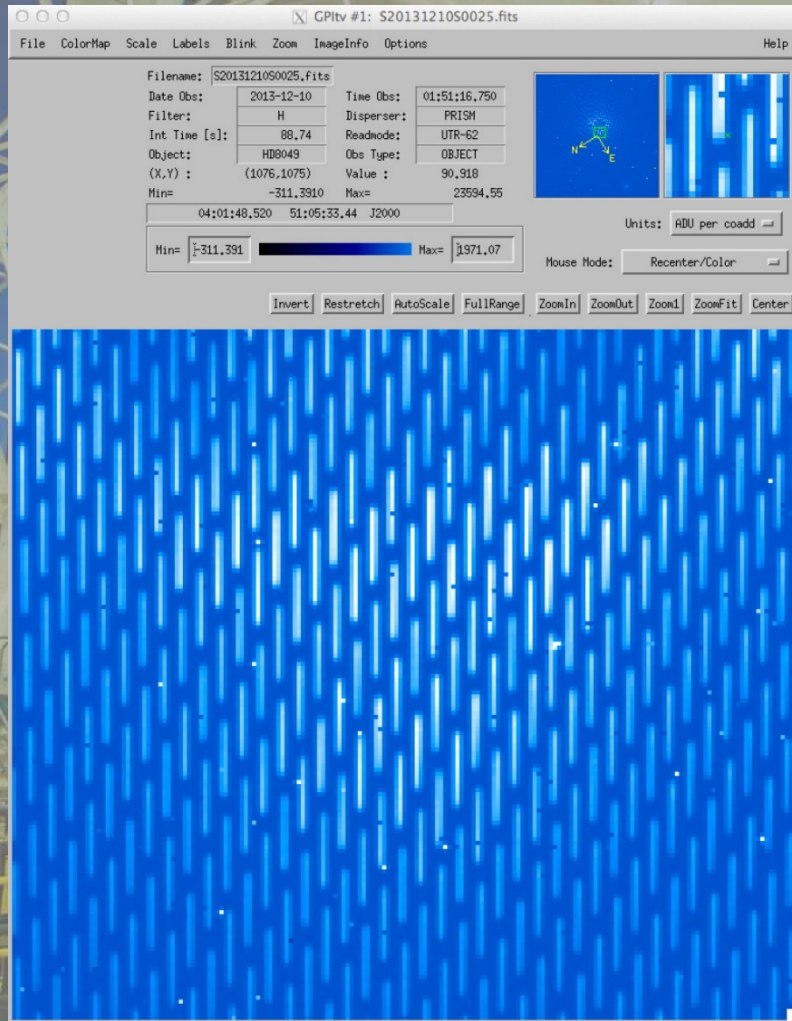 GPItv #1: S20131210S0025.fits
File ColorMap Scale Labels Blink Zoom ImageInfo Options Help
Filename: S20131210S0025.fits
Date Obs: 2013-12-10 Time Obs: 01:51:16.750
Filter: H Disperser: PRISM
Int Time [s]: 88.74 Readmode: UTR-62
Object: HD8049 Obs Type: OBJECT
(X,Y) : (1076,1075) Value : 90.918
Min= -311.3910 Max= 23594.55
04:01:48.520 51:05:33.44 J2000
N E
Units: ADU per coadd
Min= -311.391 Max= 1971.07
Mouse Mode: Recenter/Color
Invert Restretch AutoScale FullRange ZoomIn ZoomOut Zoom1 ZoomFit Center